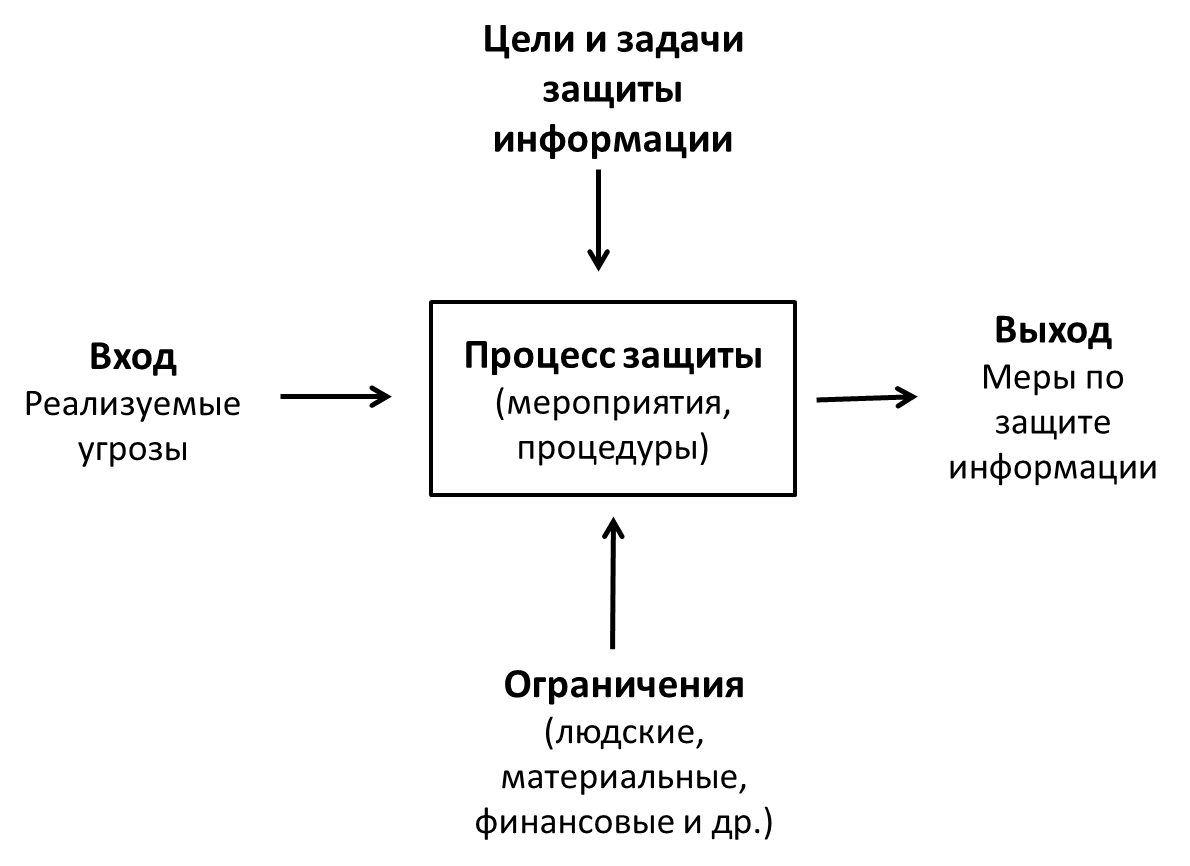 Цели и задачи
защиты
информации
Вход
Реализуемые
угрозы
Процесс защиты
(мероприятия,
процедуры)
Выход
Меры по
защите
информации
Ограничения
(людские,
материальные,
финансовые и др.)